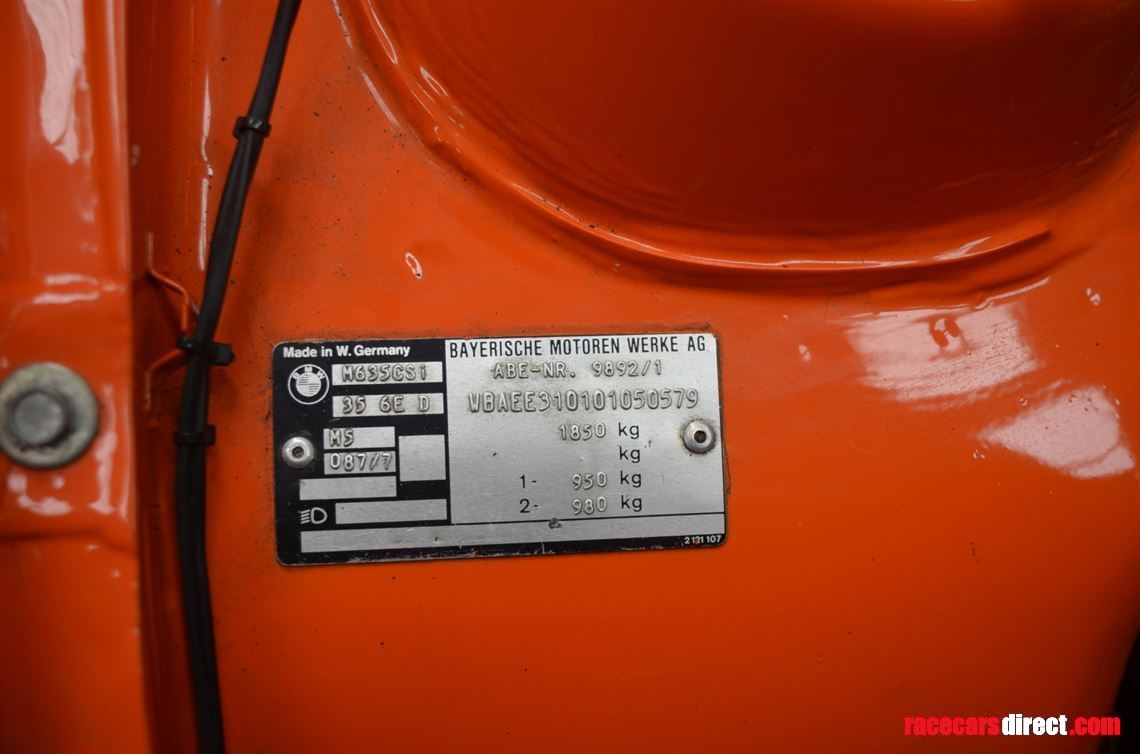 Made in W. Germany
BMW
M635CSi
35 6E D
M5
087/7
BAYERISCHE MOTOREN WERKE AG
ABE-NR. 9892/1
WBAEE310101050579
1850 kg
kg
1- 950 kg
2- 980 kg
2 121 107
racecarsdirect.com